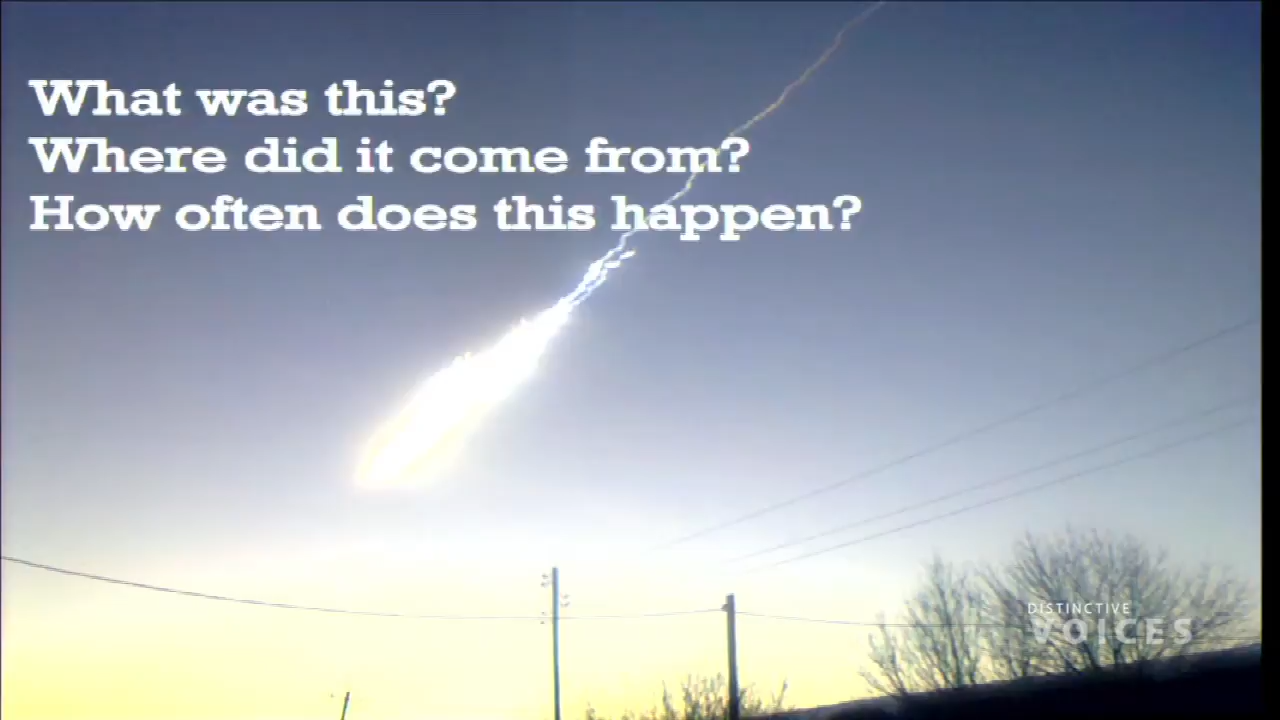 What was this?
Where did it come from?
How often does this happen?
DISTINCTIVE
VOICES